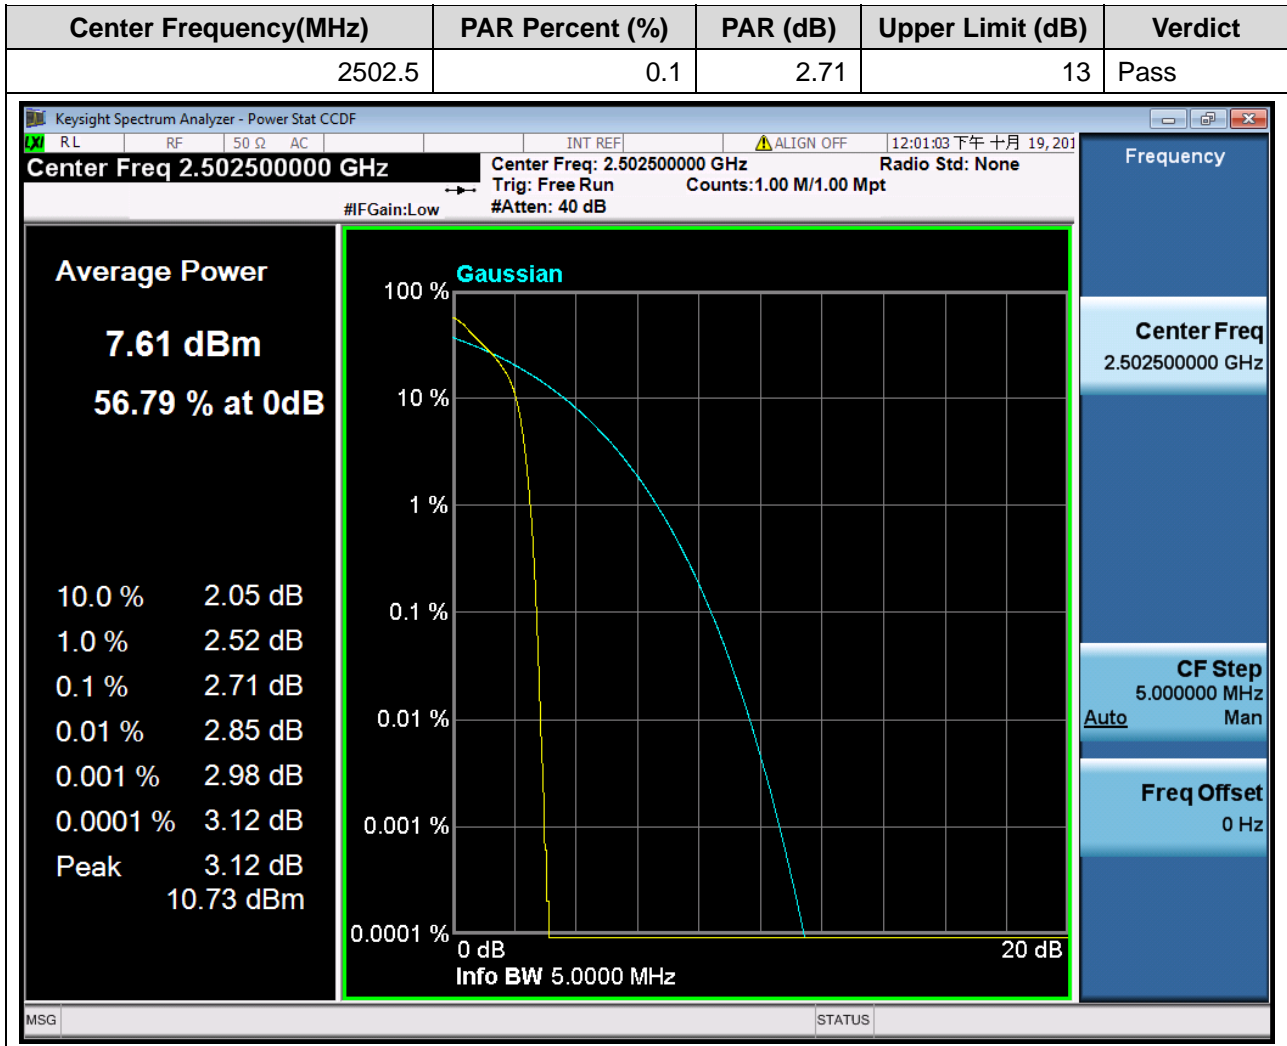 Center Frequency(MHz) PAR Percent (%) PAR (dB) Upper Limit (dB) Verdict
2502.5 0.1 2.71 13 Pass
Keysight Spectrum Analyzer - Power Stat CCDF
LXI RL RF 50 Ω AC INT REF ALIGN OFF 12:01:03 下午 十月 19, 201
Center Freq 2.502500000 GHz
Center Freq: 2.502500000 GHz Radio Std: None
Trig: Free Run Counts:1.00 M/1.00 Mpt
#IFGain:Low #Atten: 40 dB
Average Power
7.61 dBm
56.79 % at 0dB
10.0 % 2.05 dB
1.0 % 2.52 dB
0.1 % 2.71 dB
0.01 % 2.85 dB
0.001 % 2.98 dB
0.0001 % 3.12 dB
Peak 3.12 dB
10.73 dBm
Gaussian
100 %
10 %
1 %
0.1 %
0.01 %
0.001 %
0.0001 %
0 dB 20 dB
Info BW 5.0000 MHz
Frequency
Center Freq
2.502500000 GHz
CF Step
5.000000 MHz
Auto Man
Freq Offset
0 Hz
MSG STATUS